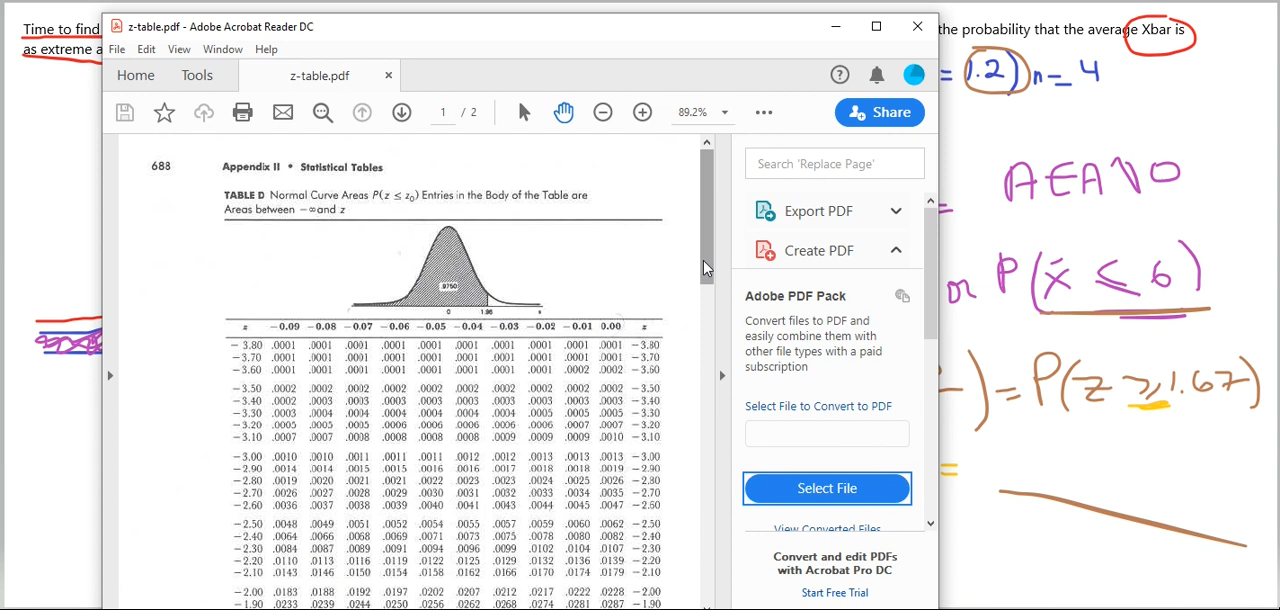 Time to find
z-table.pdf - Adobe Acrobat Reader DC
the probability that the average Xbar is
as extreme a
File Edit View Window Help
= 1.2) n = 4
Home Tools z-table.pdf ×
1 / 2 89.2% Share
688 Appendix II • Statistical Tables
Search 'Replace Page'
TABLE D Normal Curve Areas P(z ≤ z0) Entries in the Body of the Table are
Areas between −∞and z
Export PDF
Create PDF
.9750
0 1.96 z
or P(x̄ ≤ 6)
Adobe PDF Pack
Convert files to PDF and
easily combine them with
other file types with a paid
subscription
Select File to Convert to PDF
Select File
View Converted Files
Convert and edit PDFs
with Acrobat Pro DC
Start Free Trial
) = P(z ≥ 1.67)
=
z −0.09 −0.08 −0.07 −0.06 −0.05 −0.04 −0.03 −0.02 −0.01 0.00 z
−3.80 .0001 .0001 .0001 .0001 .0001 .0001 .0001 .0001 .0001 .0001 −3.80
−3.70 .0001 .0001 .0001 .0001 .0001 .0001 .0001 .0001 .0001 .0001 −3.70
−3.60 .0001 .0001 .0001 .0001 .0001 .0001 .0001 .0001 .0002 .0002 −3.60
−3.50 .0002 .0002 .0002 .0002 .0002 .0002 .0002 .0002 .0002 .0002 −3.50
−3.40 .0002 .0003 .0003 .0003 .0003 .0003 .0003 .0003 .0003 .0003 −3.40
−3.30 .0003 .0004 .0004 .0004 .0004 .0004 .0004 .0005 .0005 .0005 −3.30
−3.20 .0005 .0005 .0005 .0006 .0006 .0006 .0006 .0006 .0007 .0007 −3.20
−3.10 .0007 .0007 .0008 .0008 .0008 .0008 .0009 .0009 .0009 .0010 −3.10
−3.00 .0010 .0010 .0011 .0011 .0011 .0012 .0012 .0013 .0013 .0013 −3.00
−2.90 .0014 .0014 .0015 .0015 .0016 .0016 .0017 .0018 .0018 .0019 −2.90
−2.80 .0019 .0020 .0021 .0021 .0022 .0023 .0023 .0024 .0025 .0026 −2.80
−2.70 .0026 .0027 .0028 .0029 .0030 .0031 .0032 .0033 .0034 .0035 −2.70
−2.60 .0036 .0037 .0038 .0039 .0040 .0041 .0043 .0044 .0045 .0047 −2.60
−2.50 .0048 .0049 .0051 .0052 .0054 .0055 .0057 .0059 .0060 .0062 −2.50
−2.40 .0064 .0066 .0068 .0069 .0071 .0073 .0075 .0078 .0080 .0082 −2.40
−2.30 .0084 .0087 .0089 .0091 .0094 .0096 .0099 .0102 .0104 .0107 −2.30
−2.20 .0110 .0113 .0116 .0119 .0122 .0125 .0129 .0132 .0136 .0139 −2.20
−2.10 .0143 .0146 .0150 .0154 .0158 .0162 .0166 .0170 .0174 .0179 −2.10
−2.00 .0183 .0188 .0192 .0197 .0202 .0207 .0212 .0217 .0222 .0228 −2.00
−1.90 .0233 .0239 .0244 .0250 .0256 .0262 .0268 .0274 .0281 .0287 −1.90